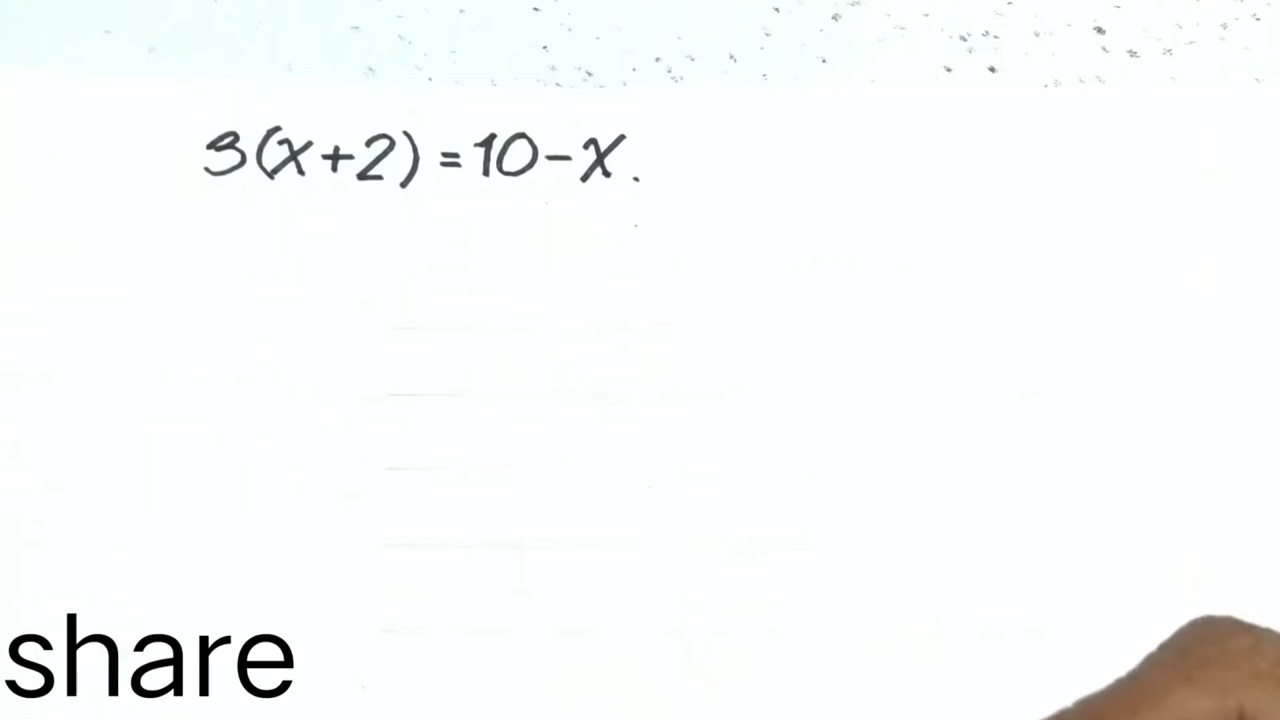 3(x+2) = 10-x.
share